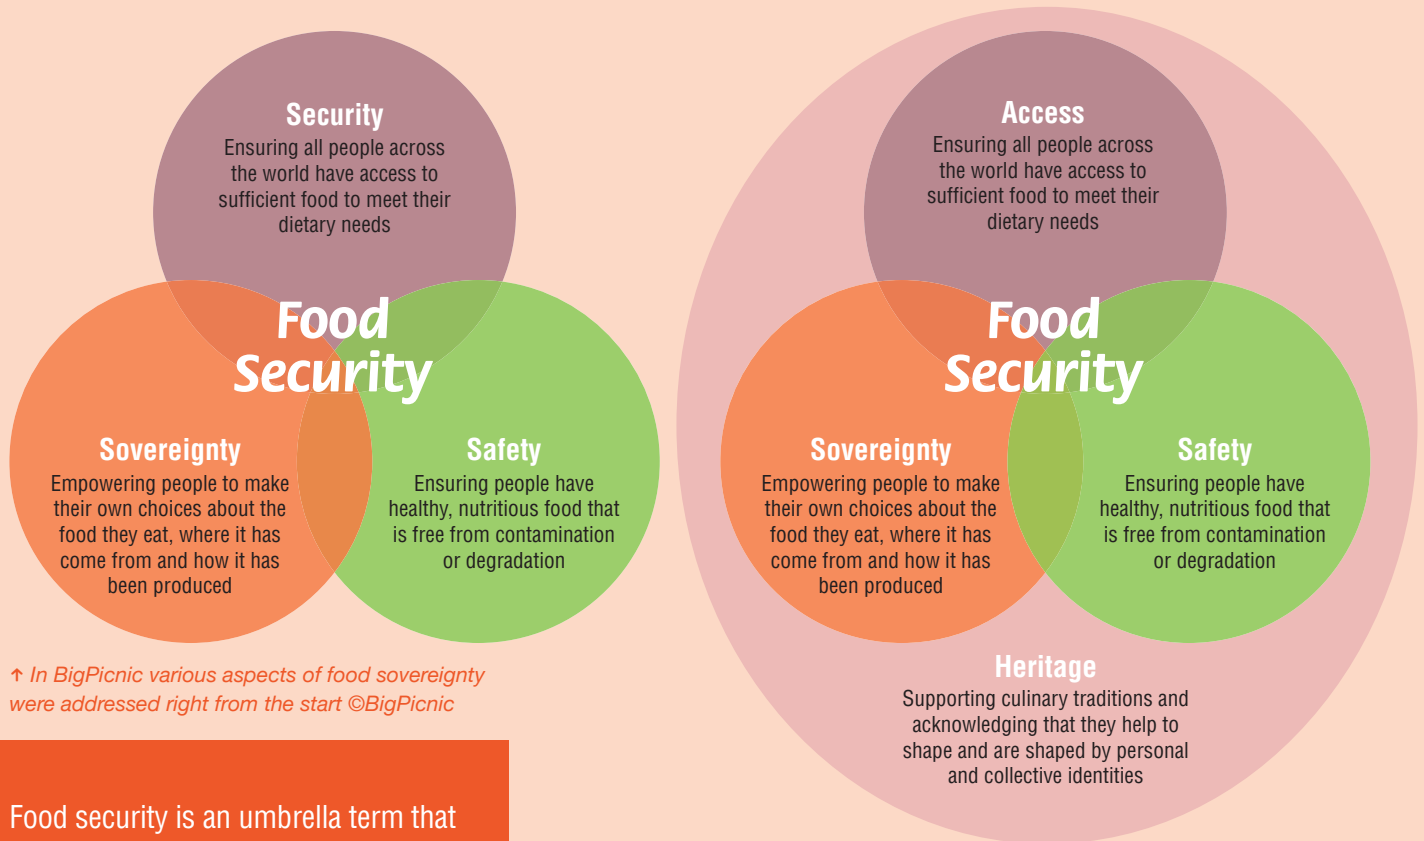 Security
Ensuring all people across
the world have access to
sufficient food to meet their
dietary needs
Food
Security
Sovereignty
Empowering people to make
their own choices about the
food they eat, where it has
come from and how it has
been produced
Safety
Ensuring people have
healthy, nutritious food that
is free from contamination
or degradation
↑ In BigPicnic various aspects of food sovereignty
were addressed right from the start ©BigPicnic
Food security is an umbrella term that
Access
Ensuring all people across
the world have access to
sufficient food to meet their
dietary needs
Food
Security
Sovereignty
Empowering people to make
their own choices about the
food they eat, where it has
come from and how it has
been produced
Safety
Ensuring people have
healthy, nutritious food that
is free from contamination
or degradation
Heritage
Supporting culinary traditions and
acknowledging that they help to
shape and are shaped by personal
and collective identities